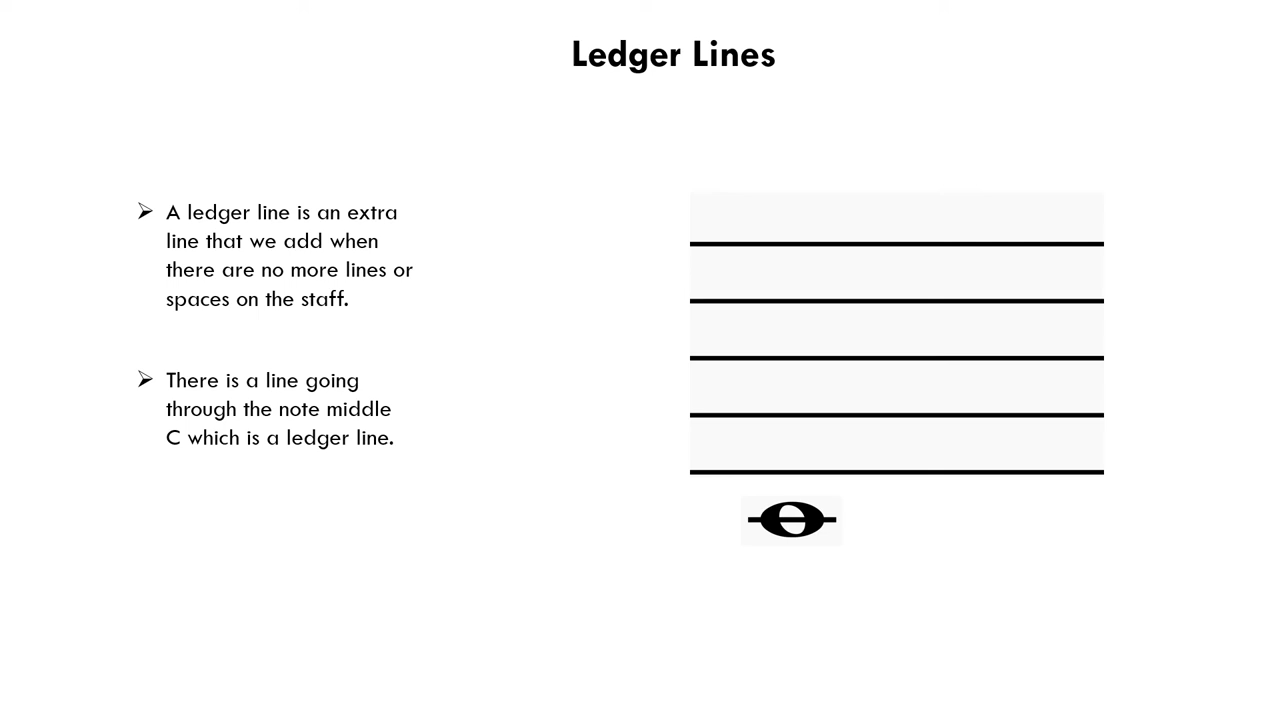 Ledger Lines
A ledger line is an extra
line that we add when
there are no more lines or
spaces on the staff.
There is a line going
through the note middle
C which is a ledger line.